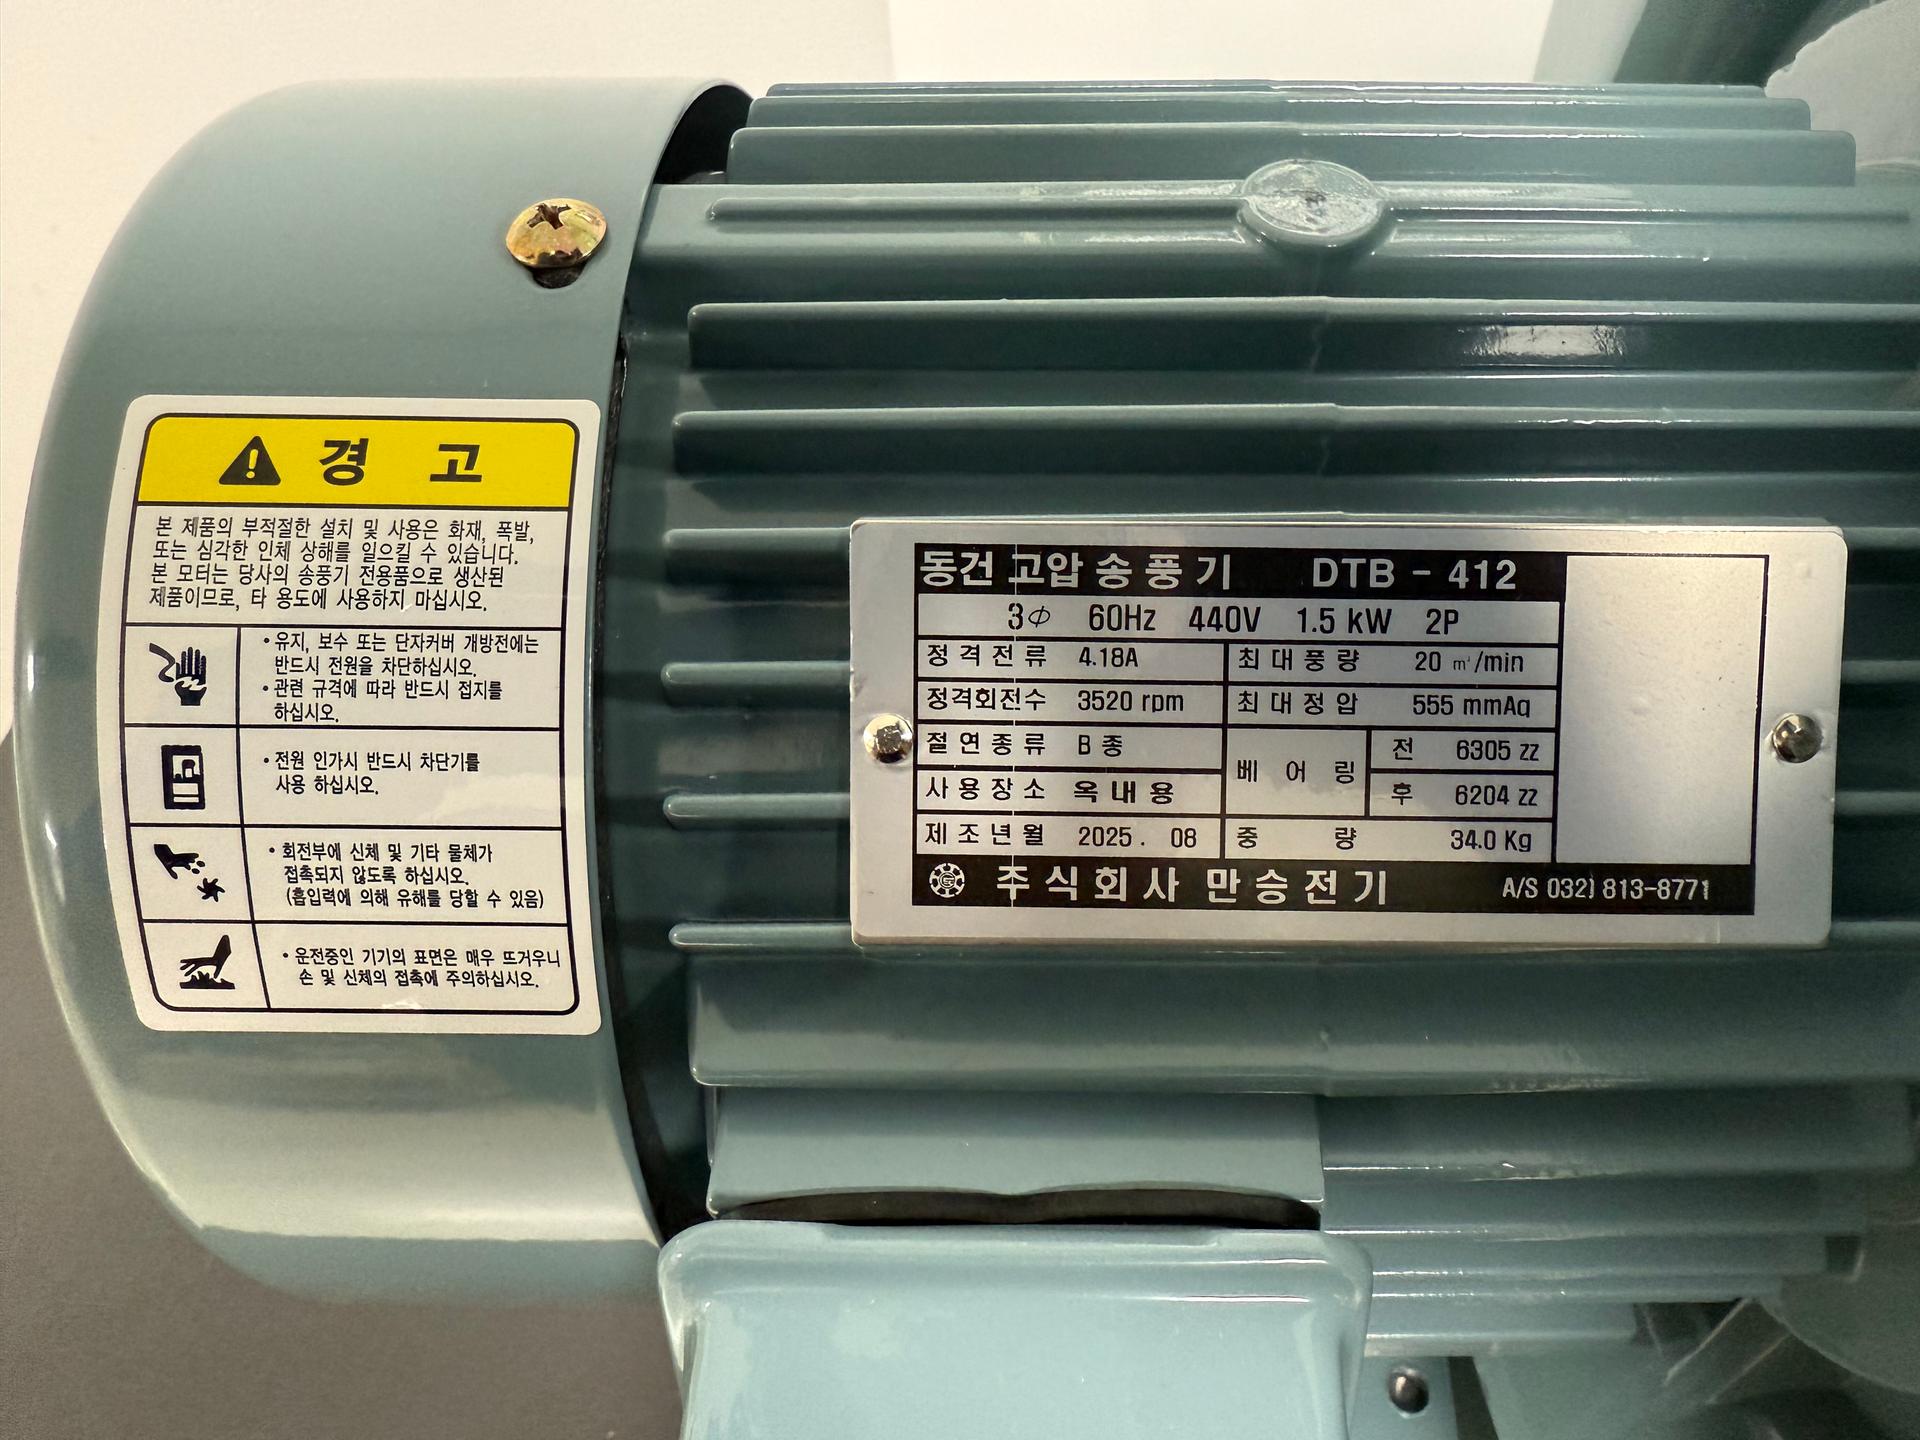 경 고
본 제품의 부적절한 설치 및 사용은 화재, 폭발,
또는 심각한 인체 상해를 일으킬 수 있습니다.
본 모터는 당사의 송풍기 전용품으로 생산된
제품이므로, 타 용도에 사용하지 마십시오.
• 유지, 보수 또는 단자커버 개방전에는
반드시 전원을 차단하십시오.
• 관련 규격에 따라 반드시 접지를
하십시오.
• 전원 인가시 반드시 차단기를
사용 하십시오.
• 회전부에 신체 및 기타 물체가
접촉되지 않도록 하십시오.
(흡입력에 의해 유해를 당할 수 있음)
• 운전중인 기기의 표면은 매우 뜨거우니
손 및 신체의 접촉에 주의하십시오.
동건 고압 송풍기 DTB - 412
3Φ 60Hz 440V 1.5 kW 2P
정격전류 4.18A 최대풍량 20 ㎥/min
정격회전수 3520 rpm 최대정압 555 mmAq
절연종류 B 종 베어링 전 6305 ZZ
사용장소 옥내용 후 6204 ZZ
제조년월 2025. 08 중량 34.0 Kg
주식회사 만승전기 A/S 032) 813-8771